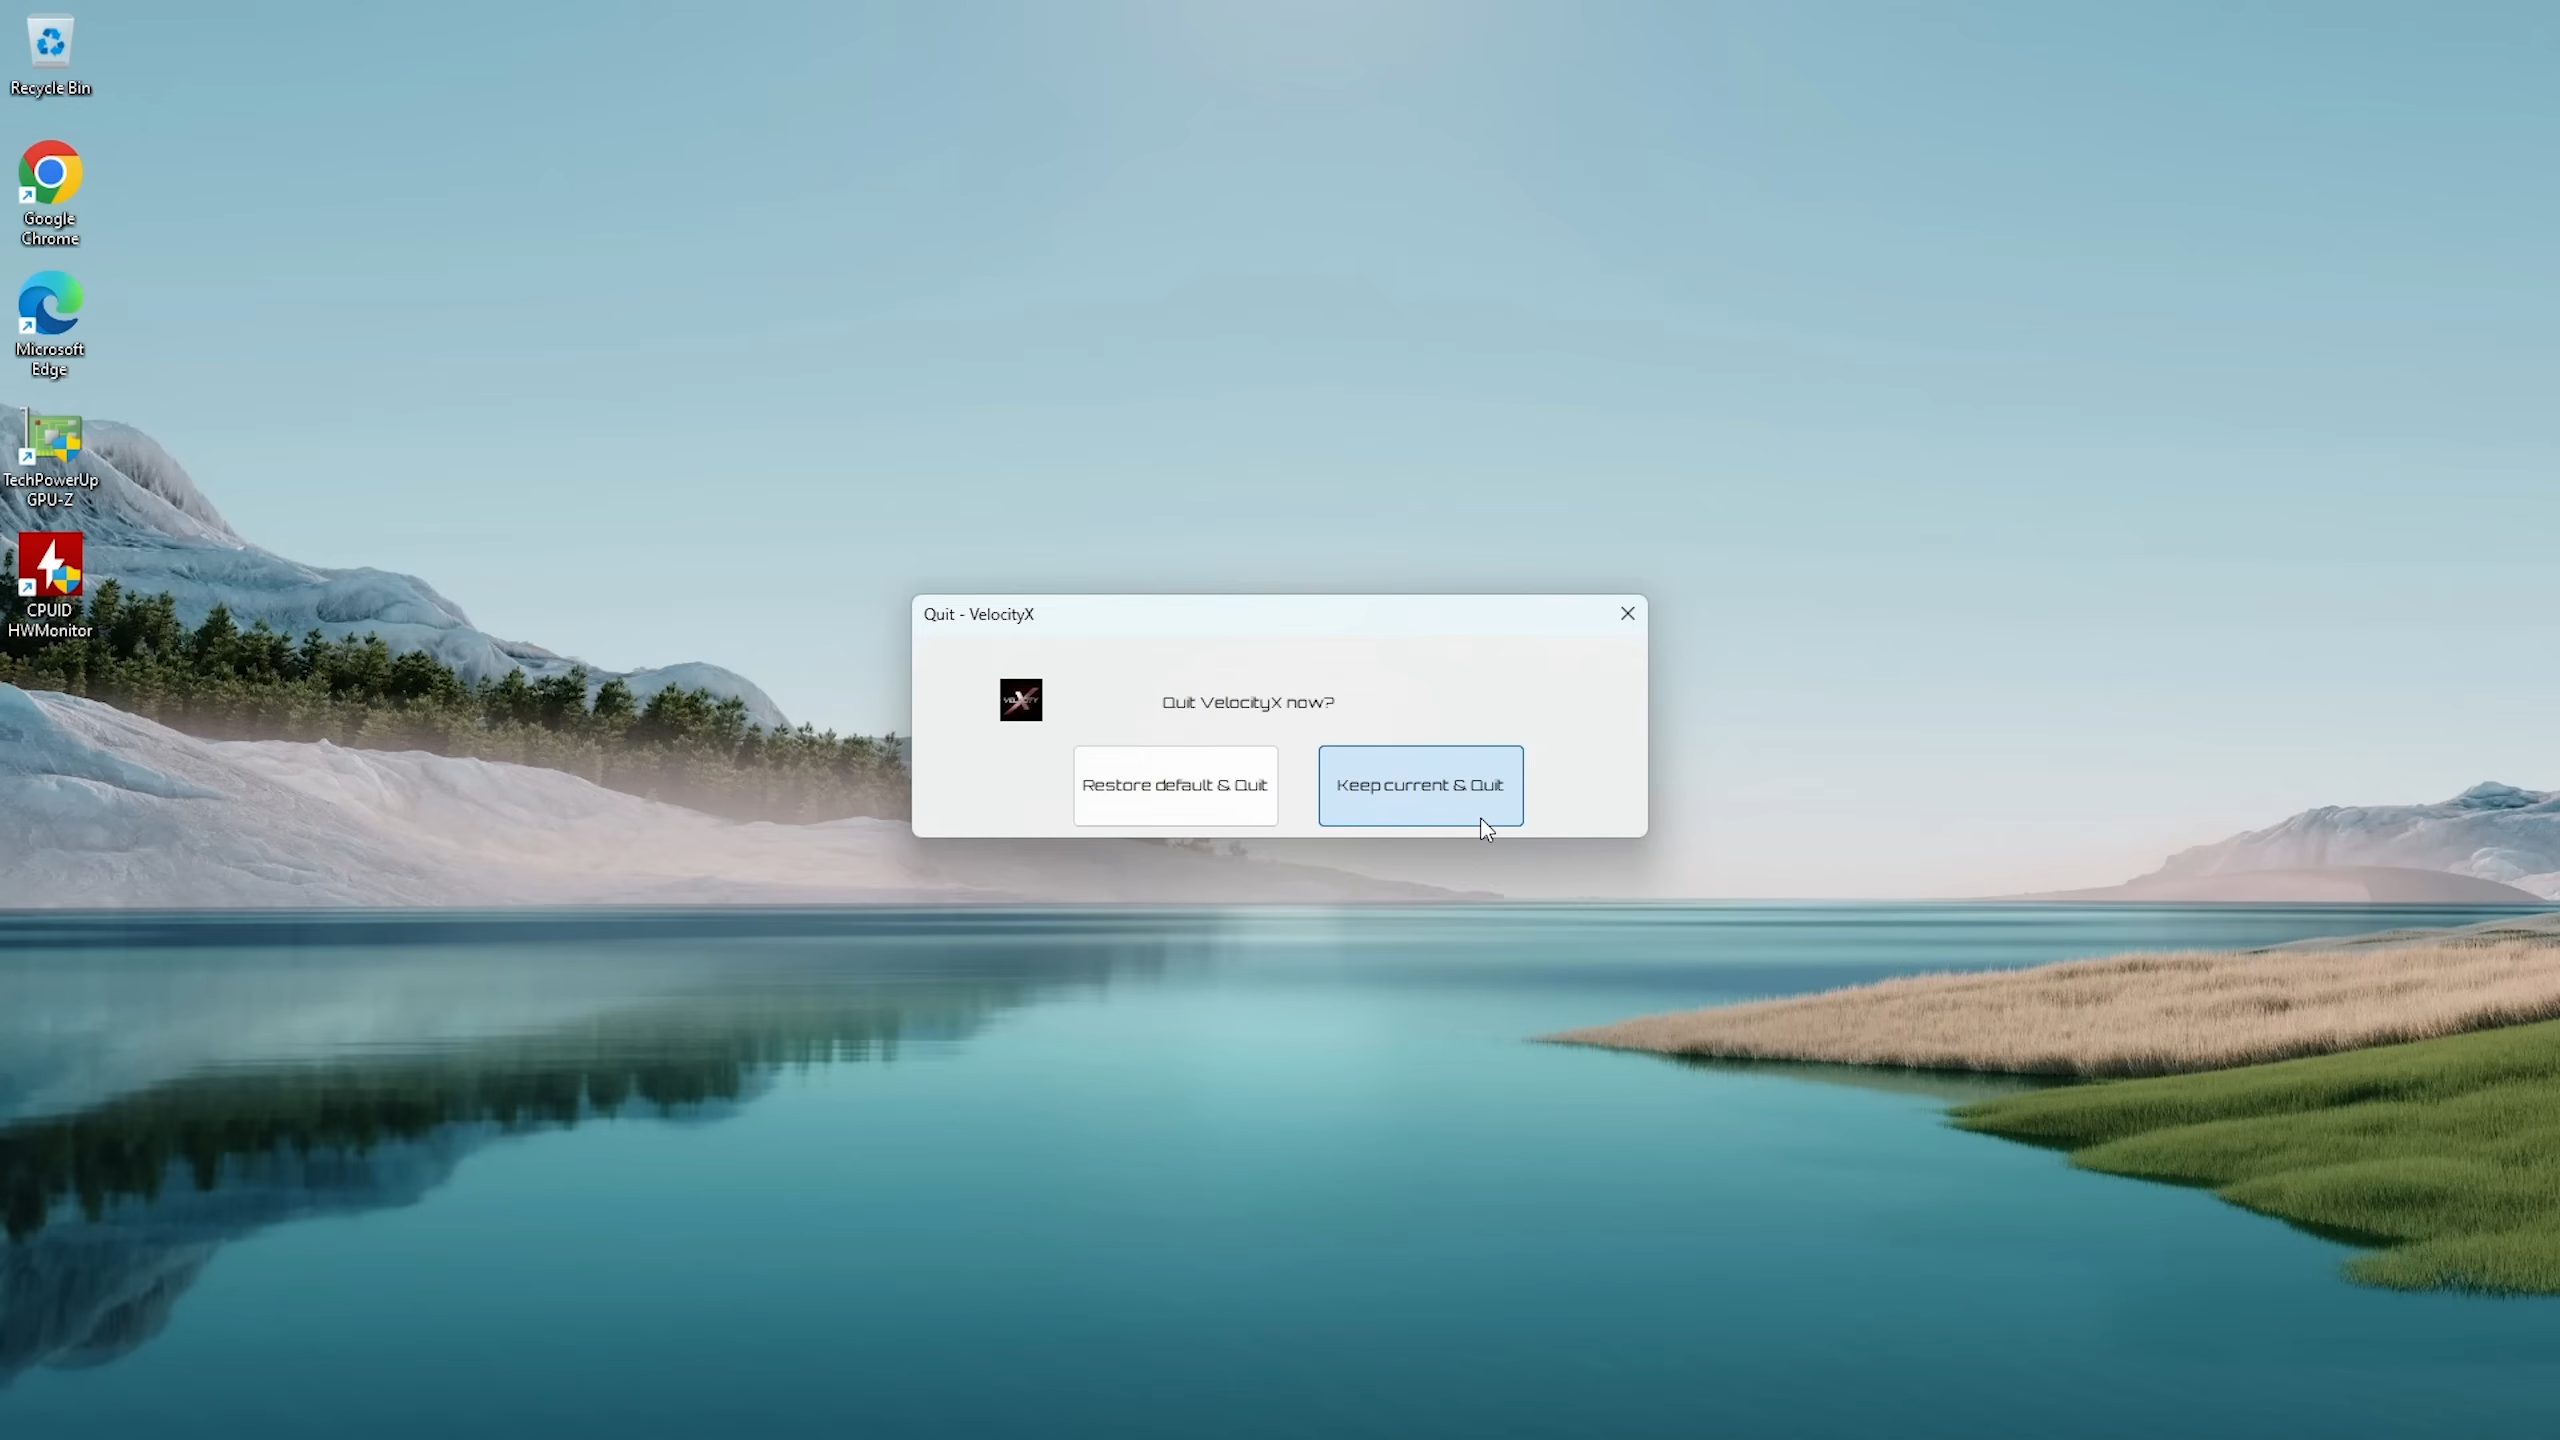 Recycle Bin
Google
Chrome
Microsoft
Edge
TechPowerUp
GPU-Z
CPUID
HWMonitor
Quit - VelocityX
VELOCITY
X
Quit VelocityX now?
Restore default & Quit
Keep current & Quit